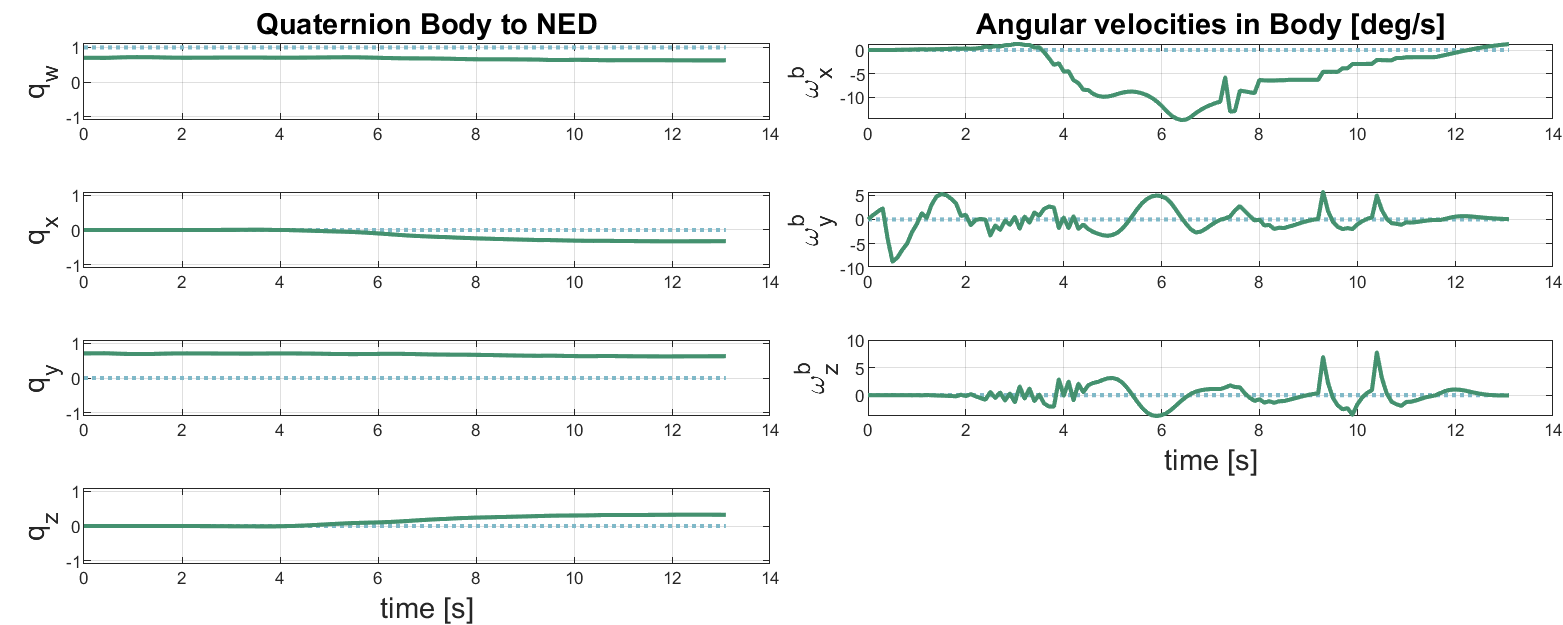 Quaternion Body to NED
q_w
1
0
-1
0 2 4 6 8 10 12 14
q_x
1
0
-1
0 2 4 6 8 10 12 14
q_y
1
0
-1
0 2 4 6 8 10 12 14
q_z
1
0
-1
0 2 4 6 8 10 12 14
time [s]
Angular velocities in Body [deg/s]
ω^b_x
0
-5
-10
0 2 4 6 8 10 12 14
ω^b_y
5
0
-5
-10
0 2 4 6 8 10 12 14
ω^b_z
10
5
0
0 2 4 6 8 10 12 14
time [s]